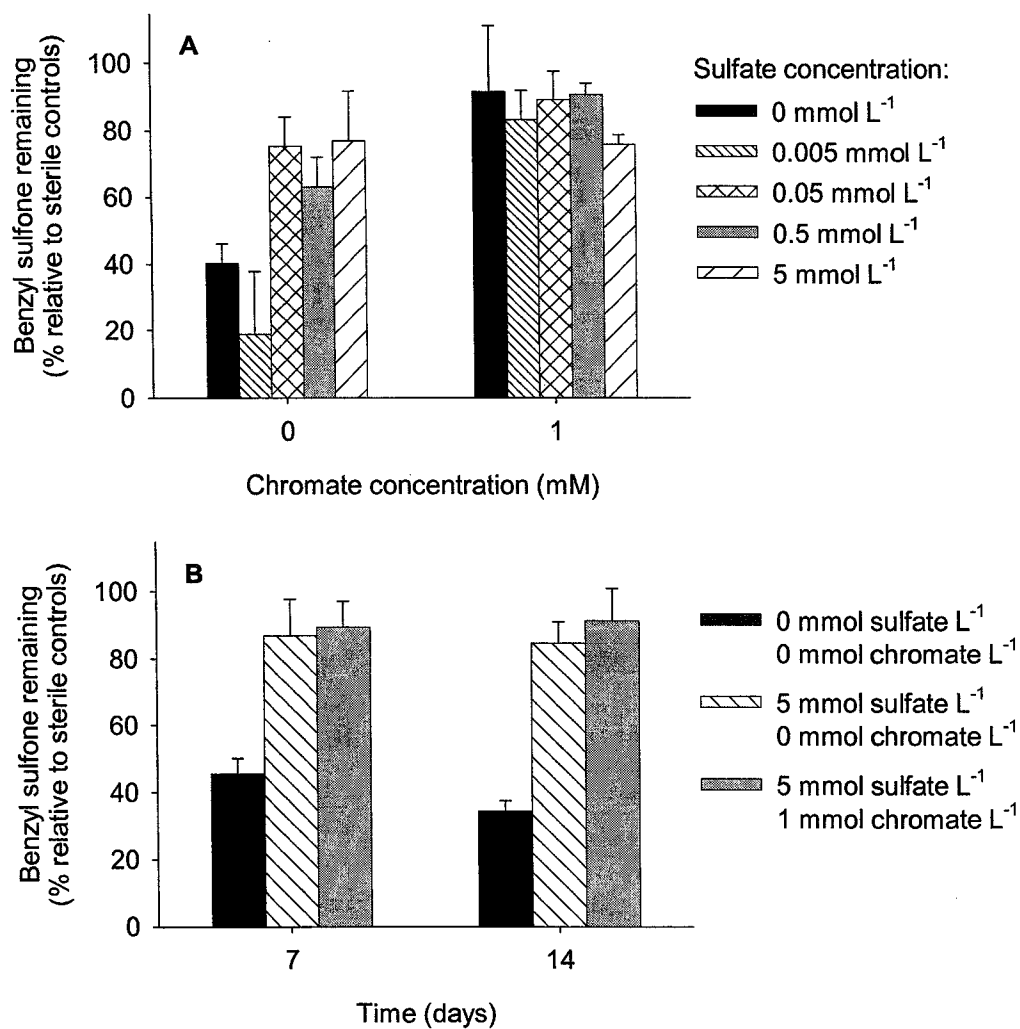 A
Benzyl sulfone remaining
(% relative to sterile controls)
100
80
60
40
20
0
0
1
Chromate concentration (mM)
Sulfate concentration:
0 mmol L⁻¹
0.005 mmol L⁻¹
0.05 mmol L⁻¹
0.5 mmol L⁻¹
5 mmol L⁻¹
B
Benzyl sulfone remaining
(% relative to sterile controls)
100
80
60
40
20
0
7
14
Time (days)
0 mmol sulfate L⁻¹
0 mmol chromate L⁻¹
5 mmol sulfate L⁻¹
0 mmol chromate L⁻¹
5 mmol sulfate L⁻¹
1 mmol chromate L⁻¹